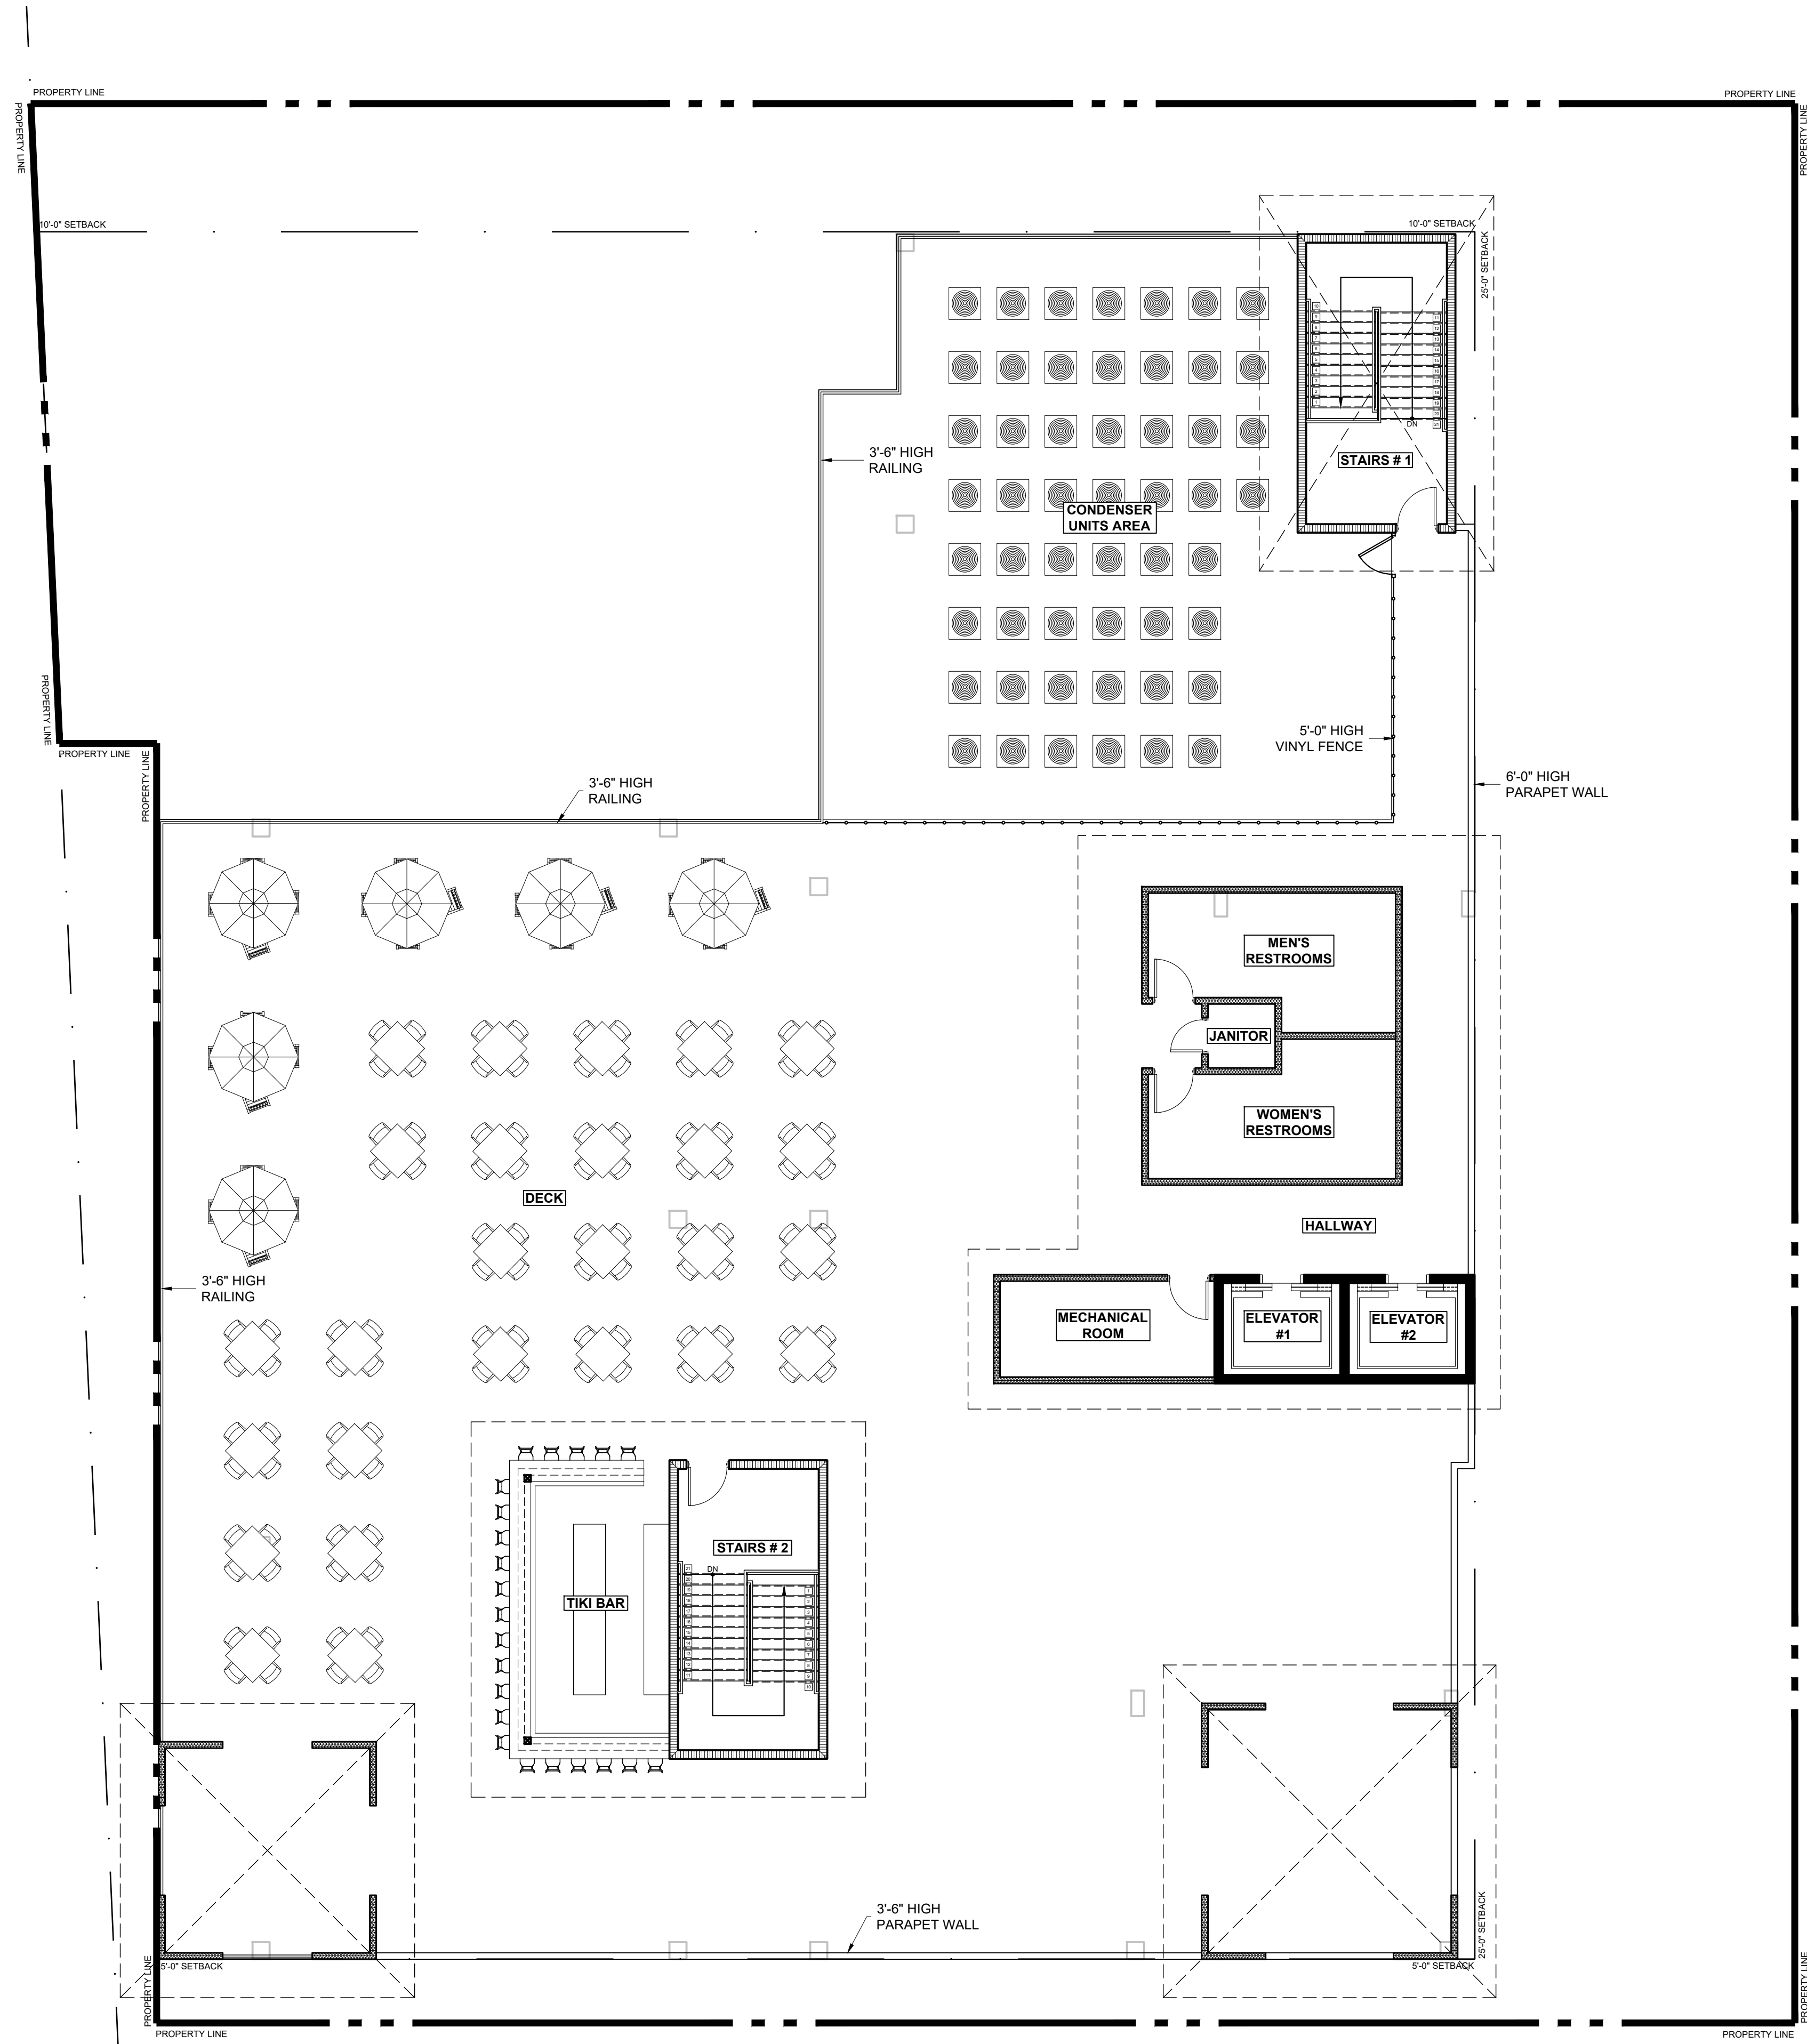 PROPERTY LINE
PROPERTY LINE
PROPERTY LINE
PROPERTY LINE
10'-0" SETBACK
10'-0" SETBACK
25'-0" SETBACK
DN
STAIRS # 1
3'-6" HIGH
RAILING
CONDENSER
UNITS AREA
PROPERTY LINE
PROPERTY LINE
PROPERTY LINE
5'-0" HIGH
VINYL FENCE
3'-6" HIGH
RAILING
6'-0" HIGH
PARAPET WALL
MEN'S
RESTROOMS
JANITOR
WOMEN'S
RESTROOMS
DECK
HALLWAY
3'-6" HIGH
RAILING
MECHANICAL
ROOM
ELEVATOR
#1
ELEVATOR
#2
STAIRS # 2
DN
TIKI BAR
3'-6" HIGH
PARAPET WALL
25'-0" SETBACK
5'-0" SETBACK
5'-0" SETBACK
PROPERTY LINE
PROPERTY LINE
PROPERTY LINE
PROPERTY LINE